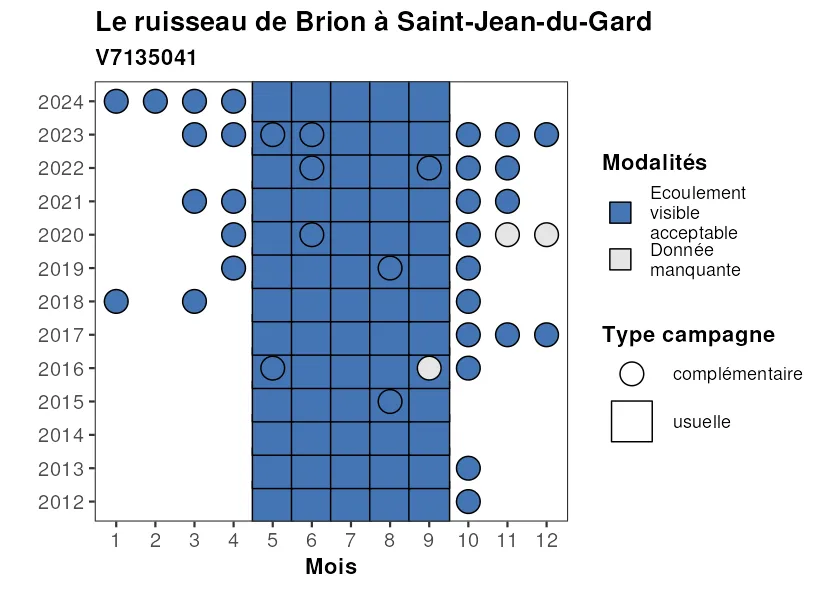 Le ruisseau de Brion à Saint-Jean-du-Gard
V7135041
2024
2023
2022
2021
2020
2019
2018
2017
2016
2015
2014
2013
2012
1 2 3 4 5 6 7 8 9 10 11 12
Mois
Modalités
Ecoulement
visible
acceptable
Donnée
manquante
Type campagne
complémentaire
usuelle